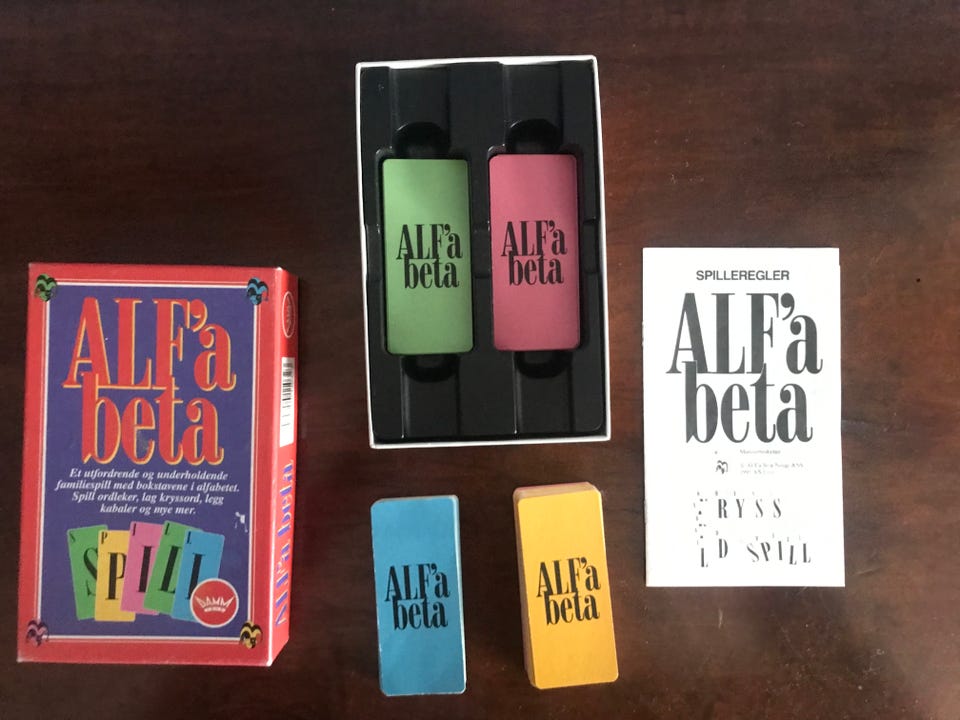 ALF'a
beta
Et utfordrende og underholdende
familiespill med bokstavene i alfabetet.
Spill ordleker, lag kryssord, legg
kabaler og mye mer.
S P I L L
S P I L L
DAMM
ALF'a beta
ALF'a
beta
ALF'a
beta
ALF'a
beta
ALF'a
beta
SPILLEREGLER
ALF'a
beta
RYSS
SPILL